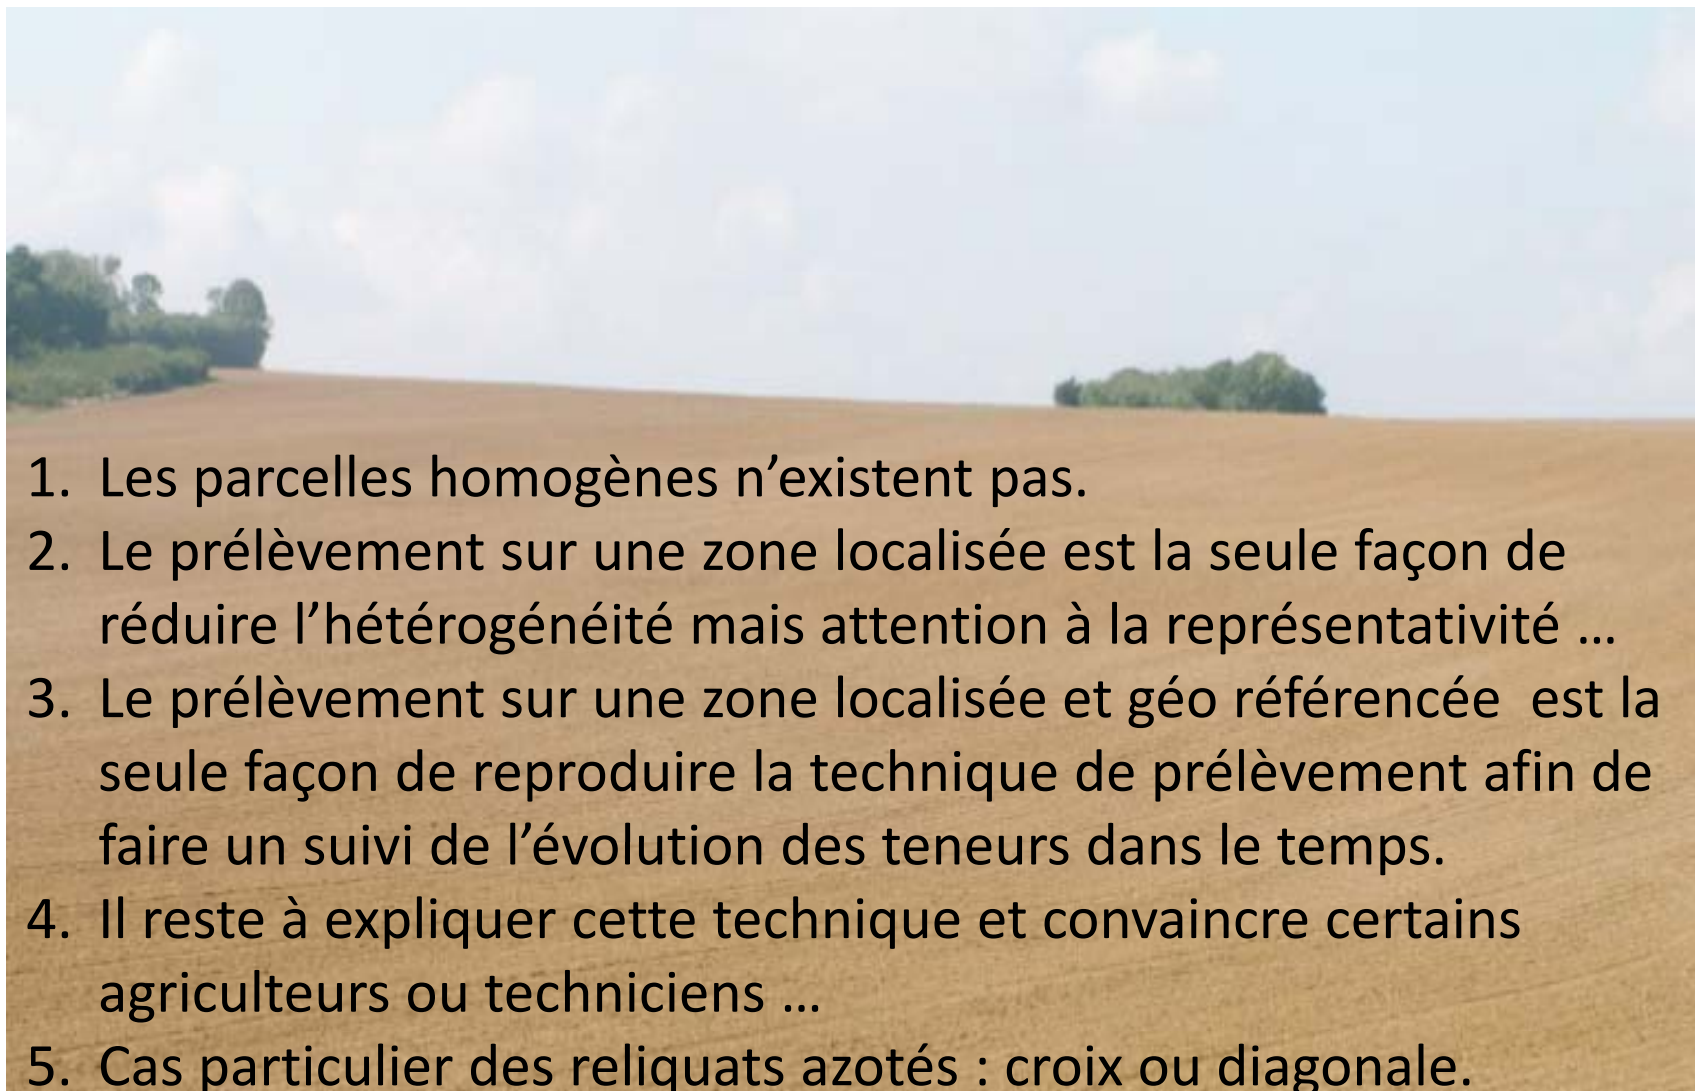 1. Les parcelles homogènes n’existent pas.
2. Le prélèvement sur une zone localisée est la seule façon de
réduire l’hétérogénéité mais attention à la représentativité …
3. Le prélèvement sur une zone localisée et géo référencée  est la
seule façon de reproduire la technique de prélèvement afin de
faire un suivi de l’évolution des teneurs dans le temps.
4. Il reste à expliquer cette technique et convaincre certains
agriculteurs ou techniciens …
5. Cas particulier des reliquats azotés : croix ou diagonale.